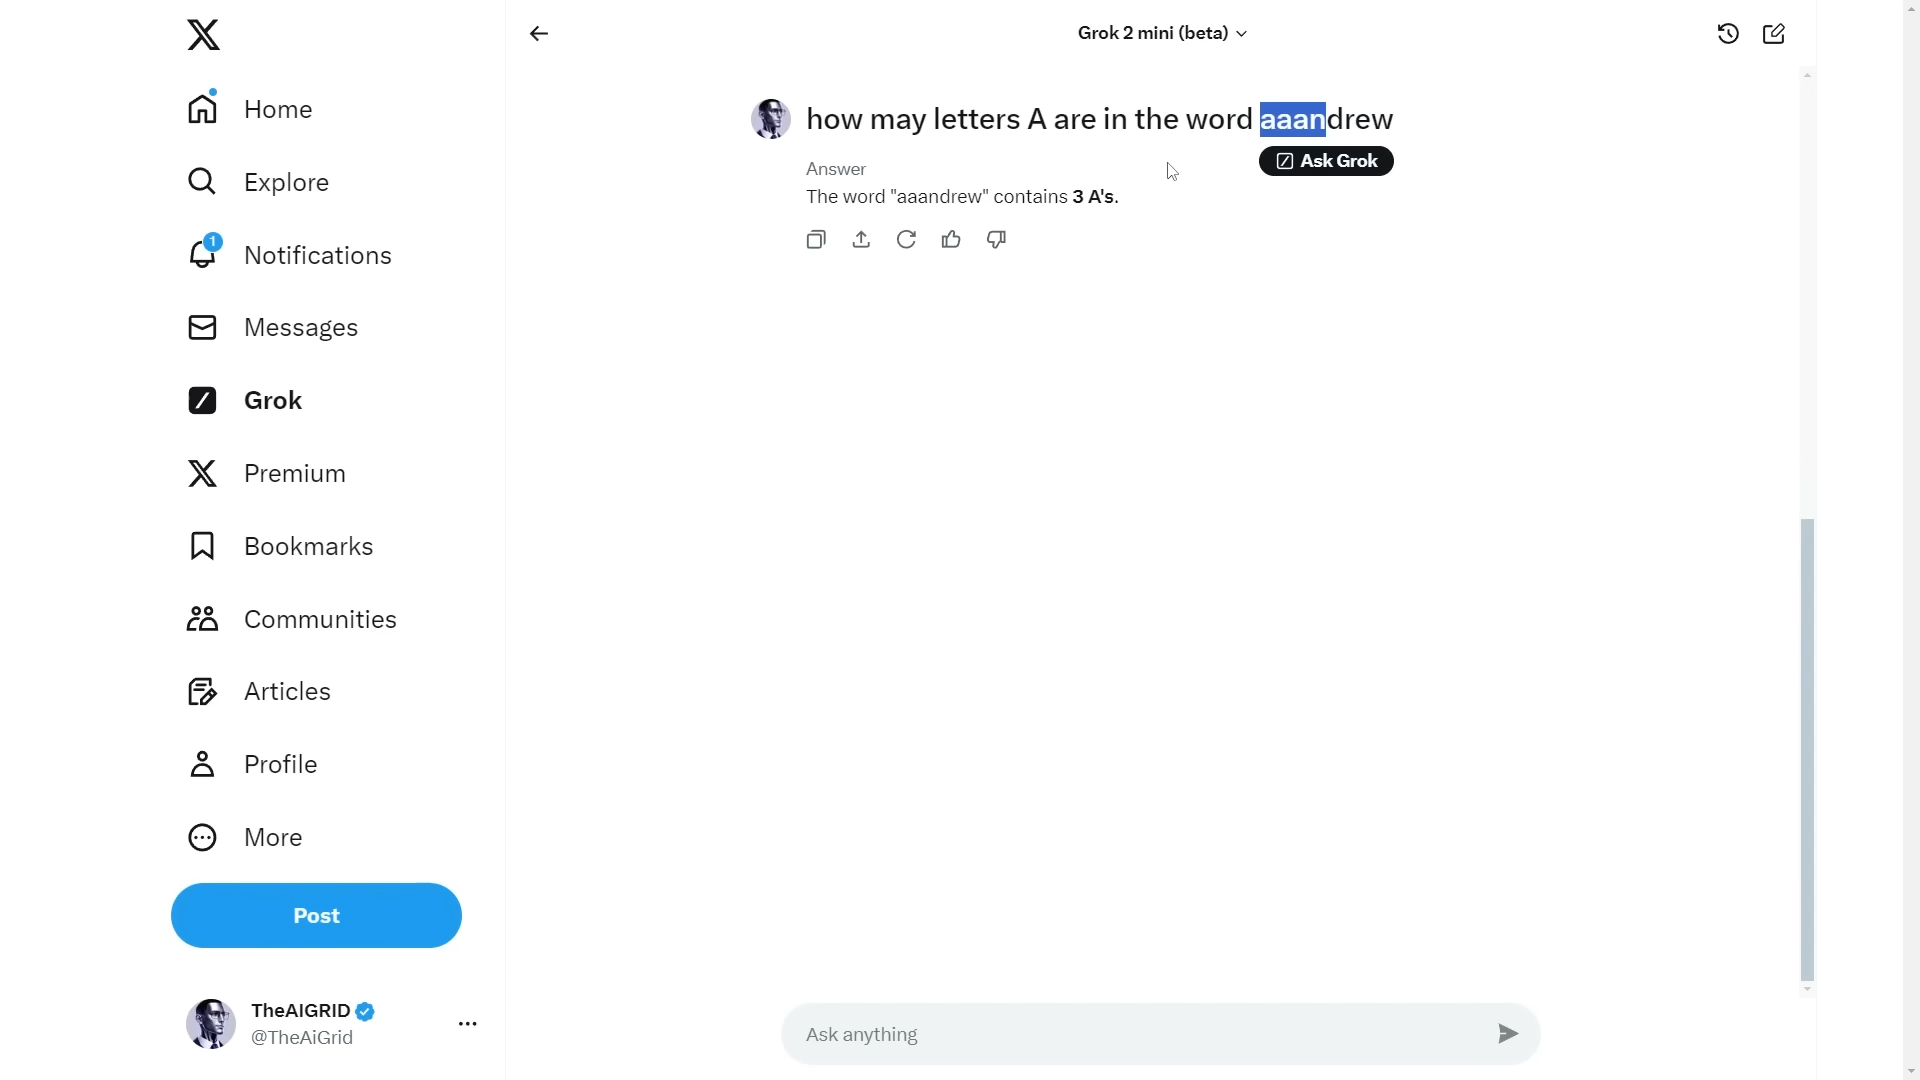 Home
Explore
1
Notifications
Messages
Grok
Premium
Bookmarks
Communities
Articles
Profile
More
Post
TheAIGRID
@TheAiGrid
Grok 2 mini (beta)
how may letters A are in the word aaandrew
Ask Grok
Answer
The word "aaandrew" contains 3 A's.
Ask anything